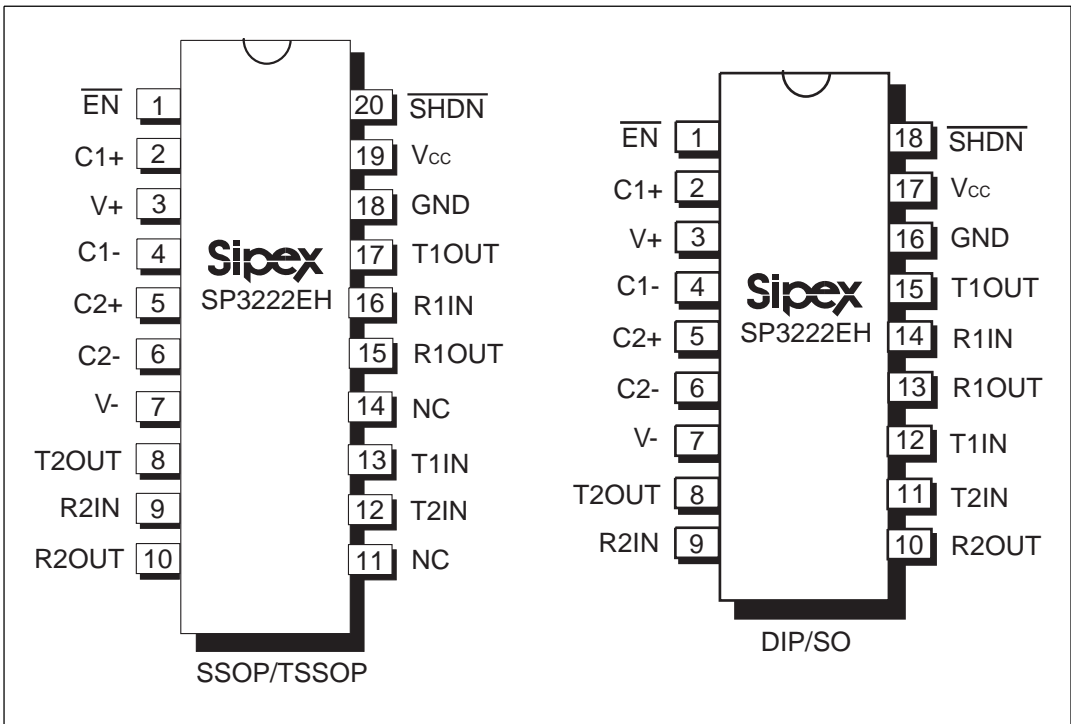 E̅N̅ 1 20 S̅H̅D̅N̅
C1+ 2 19 Vcc
V+ 3 18 GND
C1- 4 17 T1OUT
C2+ 5 16 R1IN
C2- 6 15 R1OUT
V- 7 14 NC
T2OUT 8 13 T1IN
R2IN 9 12 T2IN
R2OUT 10 11 NC
Sipex
SP3222EH
SSOP/TSSOP
E̅N̅ 1 18 S̅H̅D̅N̅
C1+ 2 17 Vcc
V+ 3 16 GND
C1- 4 15 T1OUT
C2+ 5 14 R1IN
C2- 6 13 R1OUT
V- 7 12 T1IN
T2OUT 8 11 T2IN
R2IN 9 10 R2OUT
Sipex
SP3222EH
DIP/SO